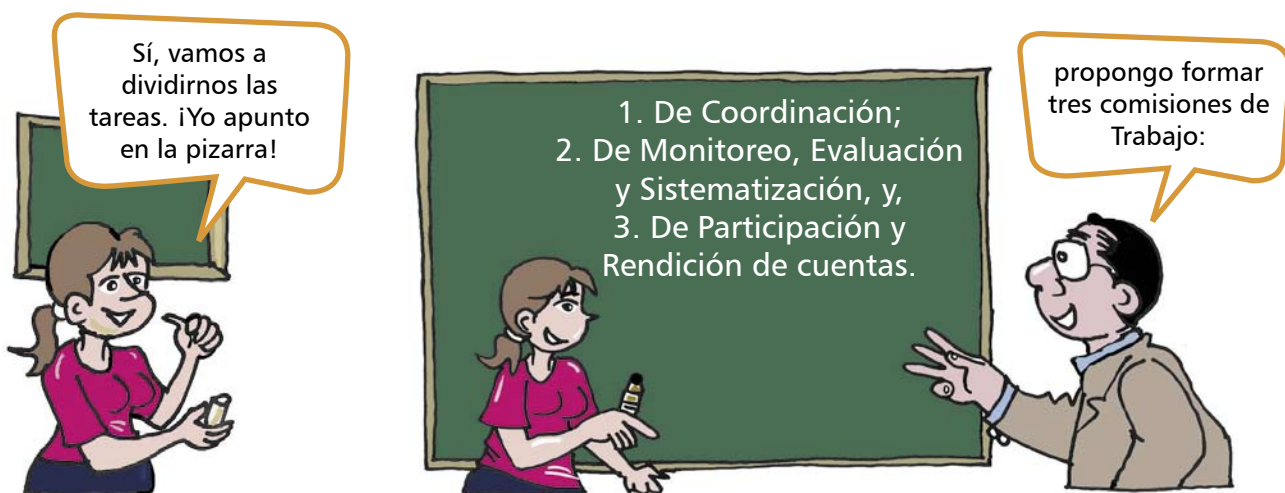 Sí, vamos a
dividirnos las
tareas. ¡Yo apunto
en la pizarra!
1. De Coordinación;
2. De Monitoreo, Evaluación
y Sistematización, y,
3. De Participación y
Rendición de cuentas.
propongo formar
tres comisiones de
Trabajo: